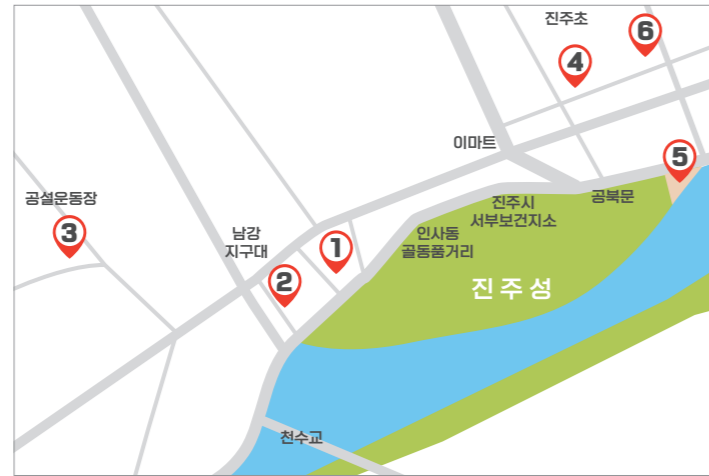 진주초
6
4
이마트
5
공설운동장
3
남강
지구대
1
2
인사동
골동품거리
진주시
서부보건지소
공북문
진주성
천수교